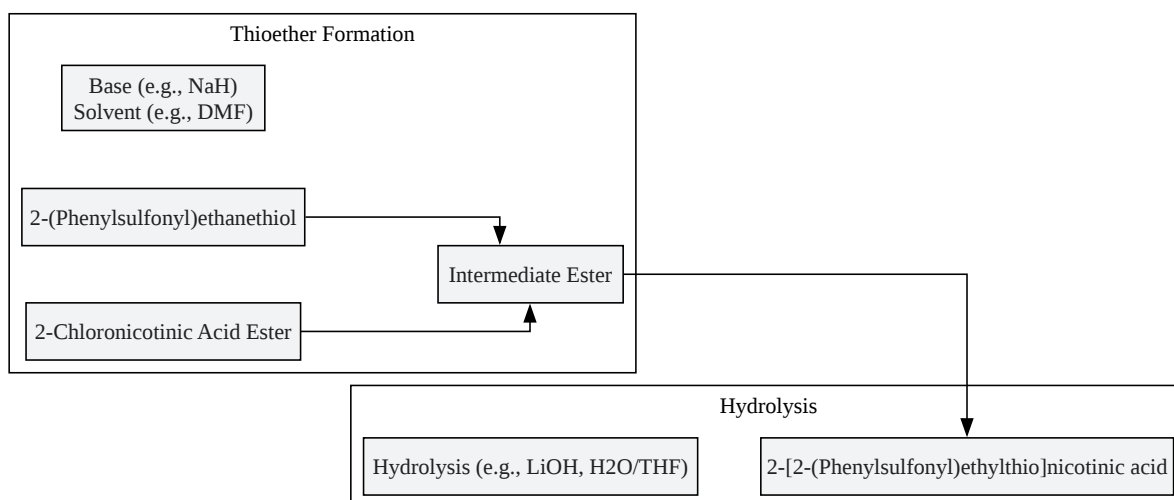 Thioether Formation
Base (e.g., NaH)
Solvent (e.g., DMF)
2-(Phenylsulfonyl)ethanethiol
Intermediate Ester
2-Chloronicotinic Acid Ester
Hydrolysis
Hydrolysis (e.g., LiOH, H2O/THF)
2-[2-(Phenylsulfonyl)ethylthio]nicotinic acid